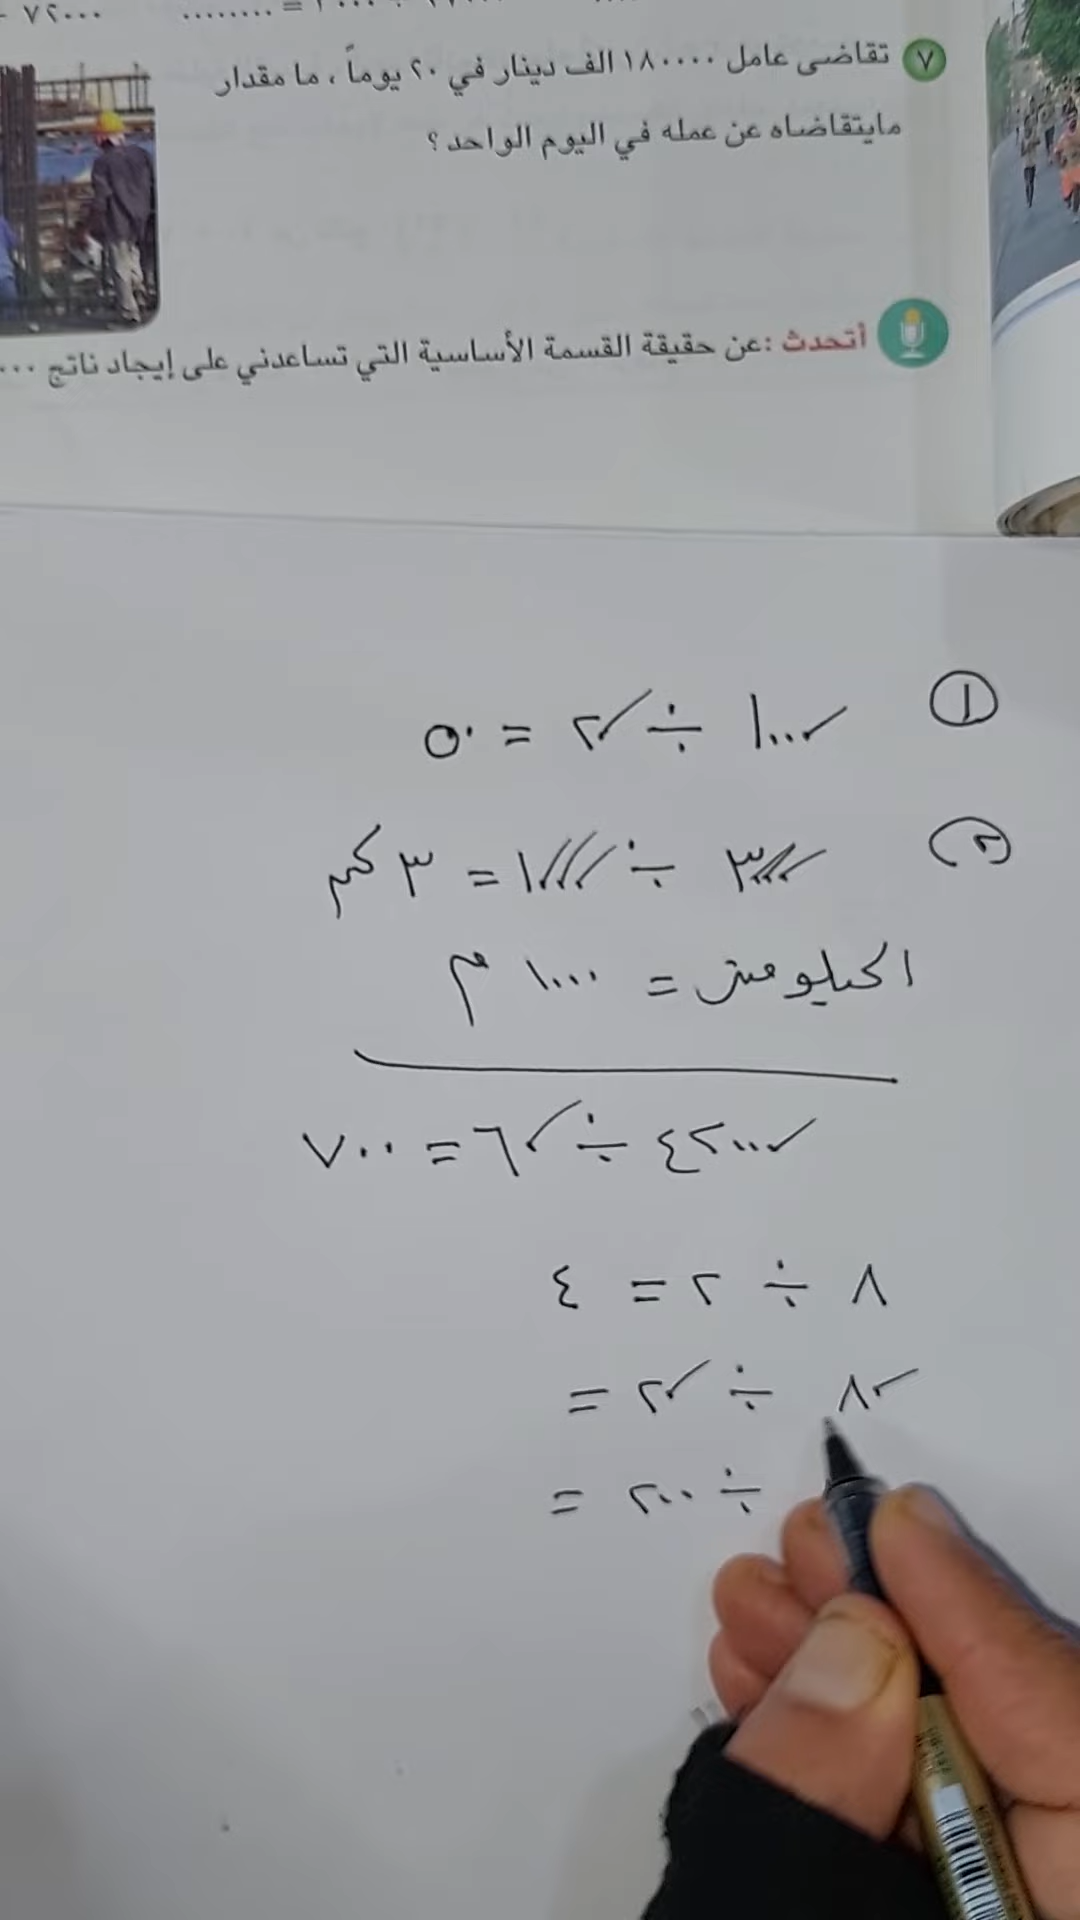 ٧٢٠٠٠ ........ =
٧ تقاضى عامل ١٨٠٠٠٠ الف دينار في ٢٠ يوماً ، ما مقدار
مايتقاضاه عن عمله في اليوم الواحد؟
أتحدث : عن حقيقة القسمة الأساسية التي تساعدني على إيجاد ناتج ...
١ ١٠٠٠ ÷ ٢٠ = ٥٠
٢ ٣٠٠٠ ÷ ١٠٠٠ = ٣ كم
الكيلومتر = ١٠٠٠ م
٤٢٠٠٠ ÷ ٦٠ = ٧٠٠
٨ ÷ ٢ = ٤
٨٠ ÷ ٢٠ =
÷ ٢٠٠ =